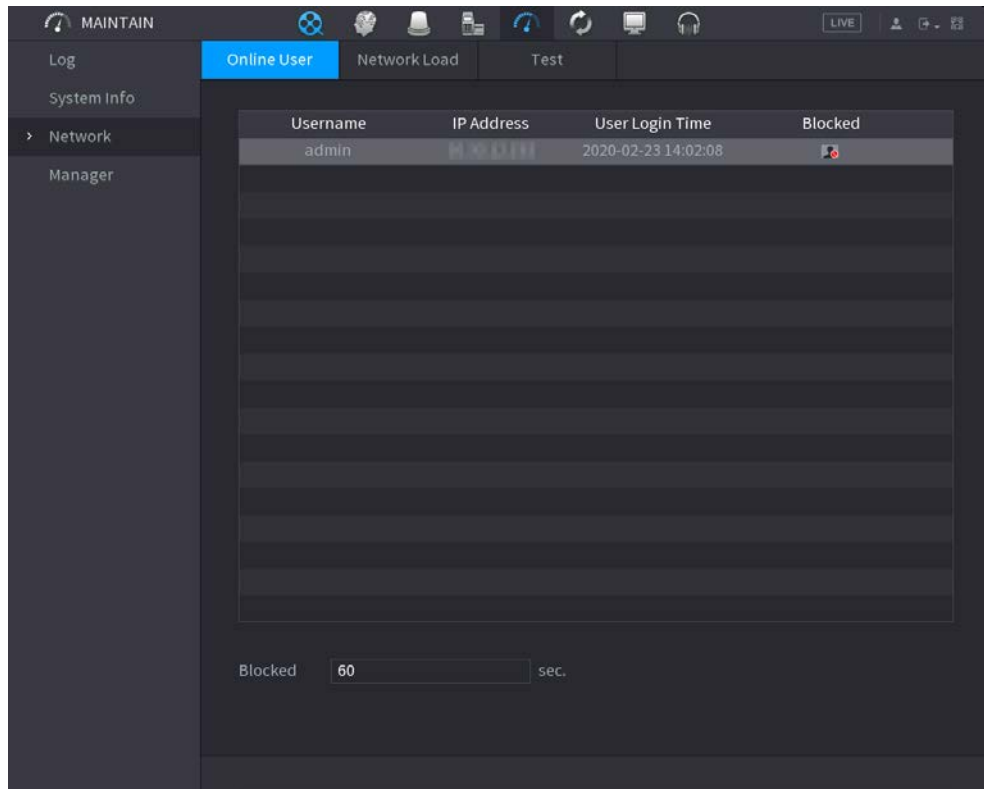 MAINTAIN LIVE
Log
System Info
Network
Manager
Online User Network Load Test
Username IP Address User Login Time Blocked
admin 2020-02-23 14:02:08
Blocked 60 sec.